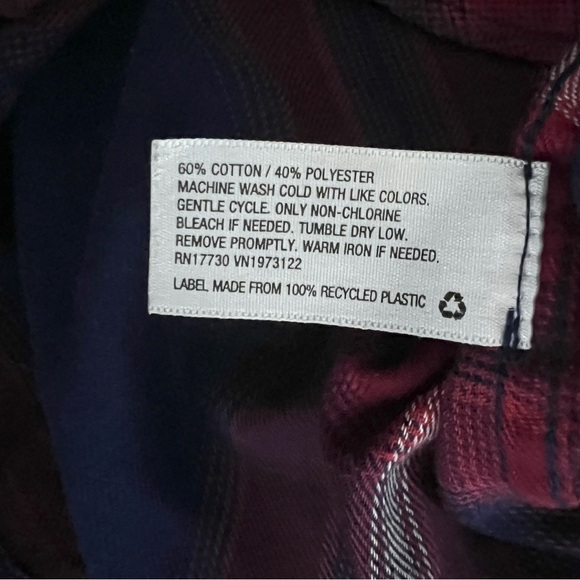 60% COTTON / 40% POLYESTER
MACHINE WASH COLD WITH LIKE COLORS.
GENTLE CYCLE. ONLY NON-CHLORINE
BLEACH IF NEEDED. TUMBLE DRY LOW.
REMOVE PROMPTLY. WARM IRON IF NEEDED.
RN17730 VN1973122
LABEL MADE FROM 100% RECYCLED PLASTIC